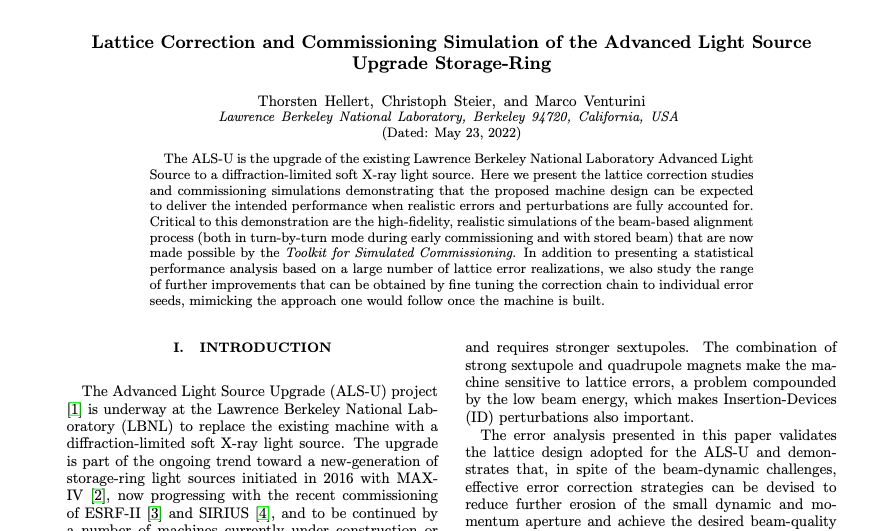 Lattice Correction and Commissioning Simulation of the Advanced Light Source
Upgrade Storage-Ring
Thorsten Hellert, Christoph Steier, and Marco Venturini
Lawrence Berkeley National Laboratory, Berkeley 94720, California, USA
(Dated: May 23, 2022)
The ALS-U is the upgrade of the existing Lawrence Berkeley National Laboratory Advanced Light
Source to a diffraction-limited soft X-ray light source. Here we present the lattice correction studies
and commissioning simulations demonstrating that the proposed machine design can be expected
to deliver the intended performance when realistic errors and perturbations are fully accounted for.
Critical to this demonstration are the high-fidelity, realistic simulations of the beam-based alignment
process (both in turn-by-turn mode during early commissioning and with stored beam) that are now
made possible by the Toolkit for Simulated Commissioning. In addition to presenting a statistical
performance analysis based on a large number of lattice error realizations, we also study the range
of further improvements that can be obtained by fine tuning the correction chain to individual error
seeds, mimicking the approach one would follow once the machine is built.
I. INTRODUCTION
The Advanced Light Source Upgrade (ALS-U) project
[1] is underway at the Lawrence Berkeley National Lab-
oratory (LBNL) to replace the existing machine with a
diffraction-limited soft X-ray light source. The upgrade
is part of the ongoing trend toward a new-generation of
storage-ring light sources initiated in 2016 with MAX-
IV [2], now progressing with the recent commissioning
of ESRF-II [3] and SIRIUS [4], and to be continued by
a number of machines currently under construction or
and requires stronger sextupoles. The combination of
strong sextupole and quadrupole magnets make the ma-
chine sensitive to lattice errors, a problem compounded
by the low beam energy, which makes Insertion-Devices
(ID) perturbations also important.
The error analysis presented in this paper validates
the lattice design adopted for the ALS-U and demon-
strates that, in spite of the beam-dynamic challenges,
effective error correction strategies can be devised to
reduce further erosion of the small dynamic and mo-
mentum aperture and achieve the desired beam-quality